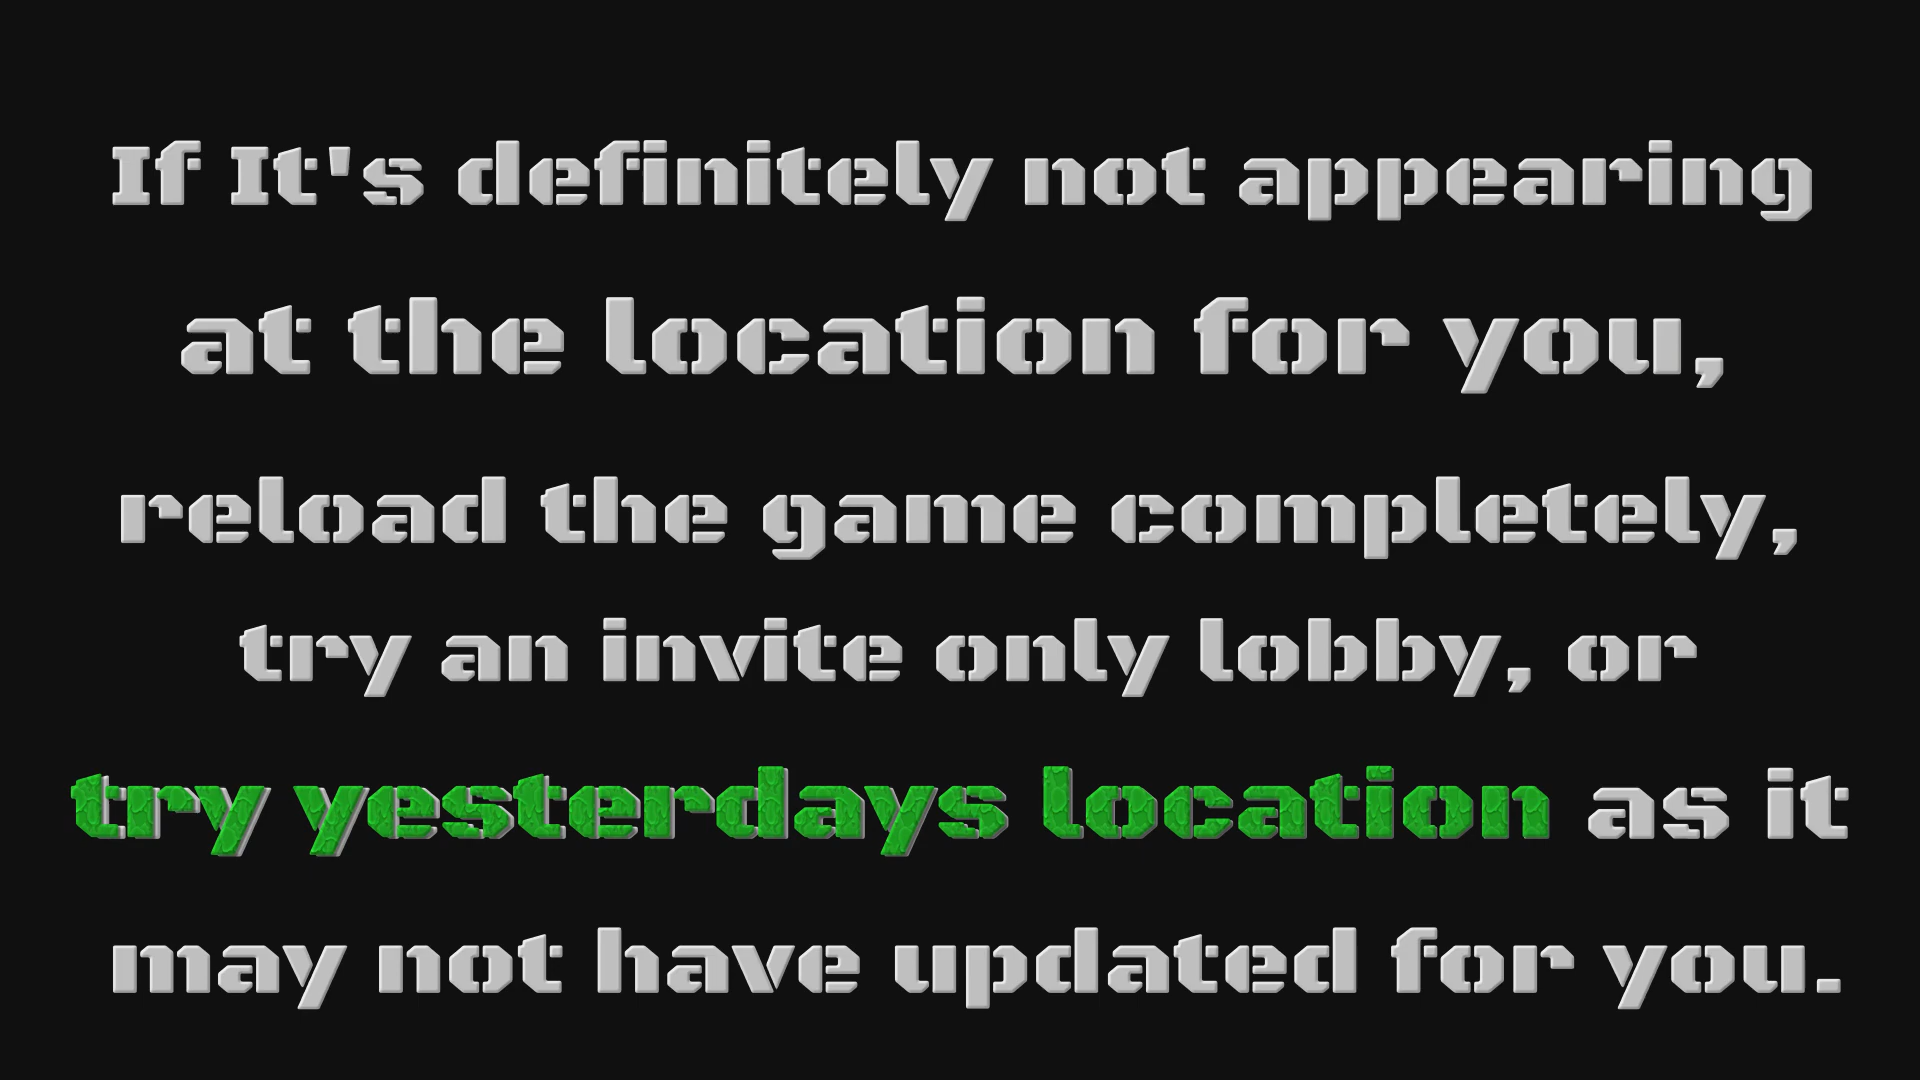 If It's definitely not appearing
at the location for you,
reload the game completely,
try an invite only lobby, or
try yesterdays location as it
may not have updated for you.